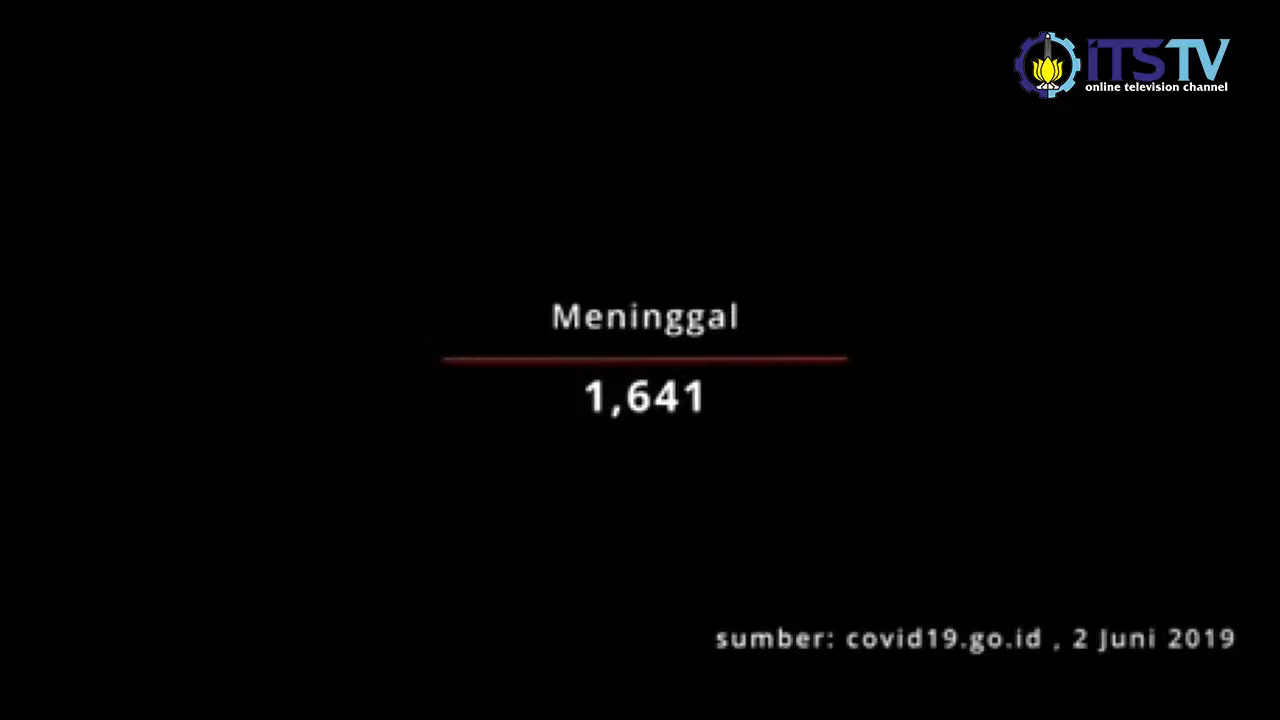 iTSTV
online television channel
Meninggal
1,641
sumber: covid19.go.id , 2 Juni 2019